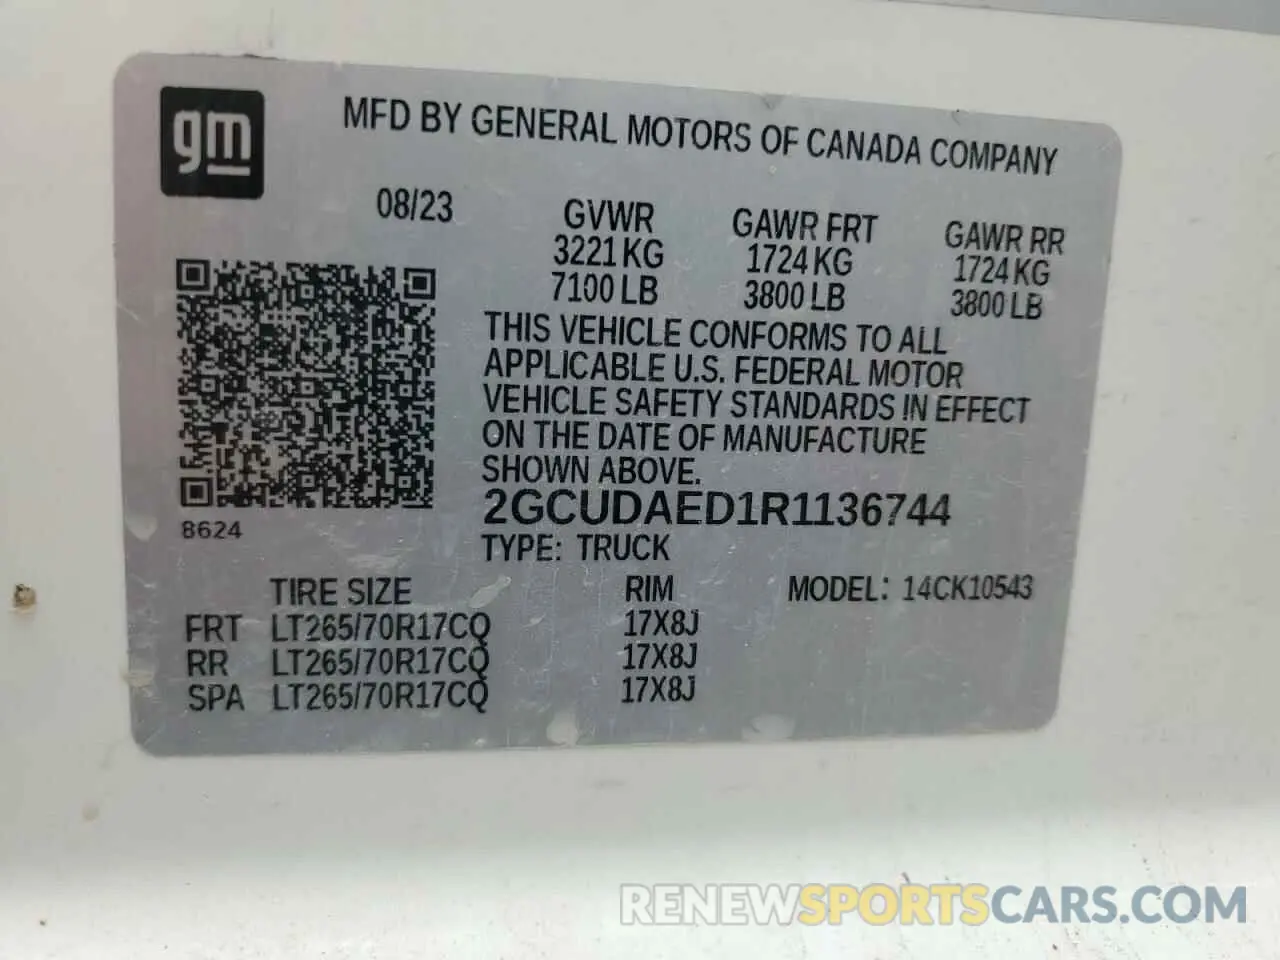 gm
MFD BY GENERAL MOTORS OF CANADA COMPANY
08/23
GVWR GAWR FRT GAWR RR
3221 KG 1724 KG 1724 KG
7100 LB 3800 LB 3800 LB
THIS VEHICLE CONFORMS TO ALL
APPLICABLE U.S. FEDERAL MOTOR
VEHICLE SAFETY STANDARDS IN EFFECT
ON THE DATE OF MANUFACTURE
SHOWN ABOVE.
2GCUDAED1R1136744
8624
TYPE: TRUCK
TIRE SIZE RIM MODEL: 14CK10543
FRT LT265/70R17CQ 17X8J
RR LT265/70R17CQ 17X8J
SPA LT265/70R17CQ 17X8J
RENEWSPORTSCARS.COM